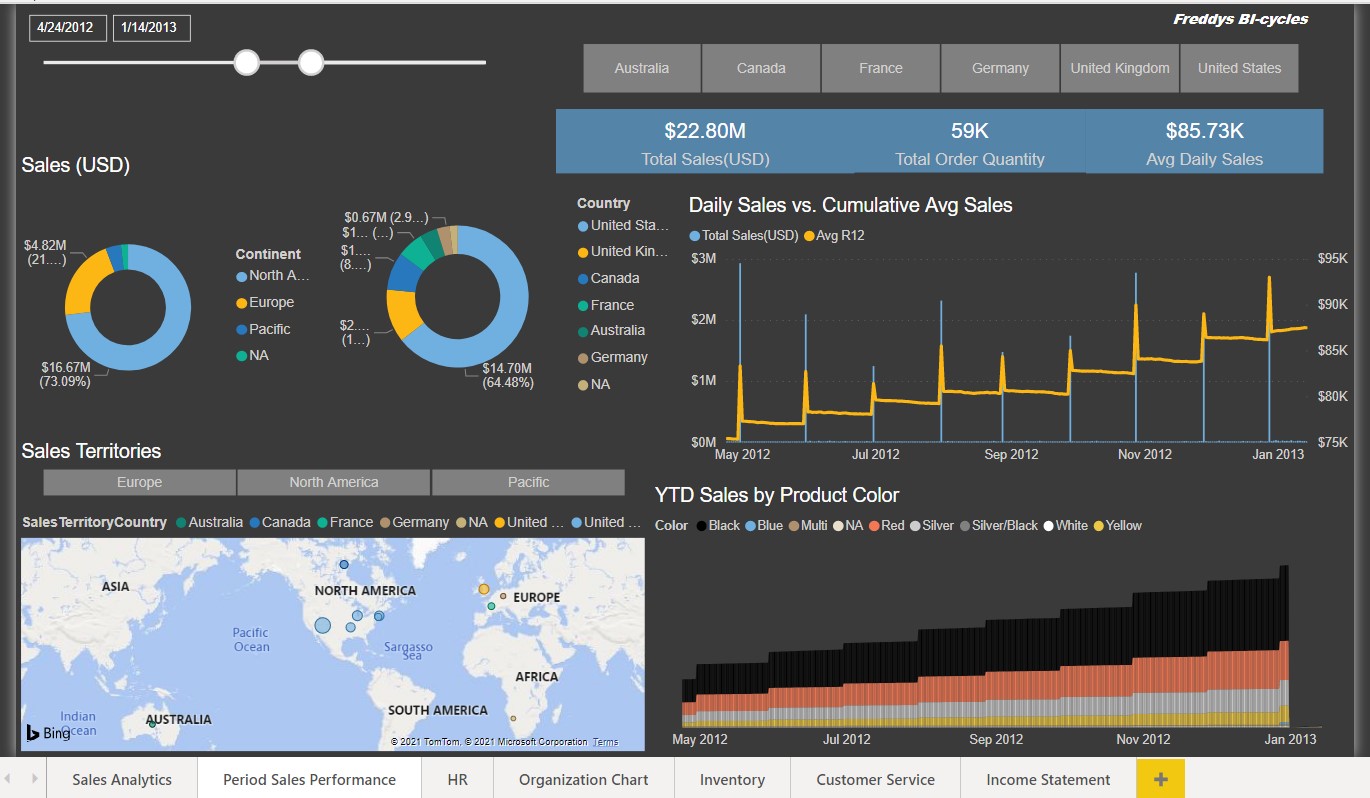 4/24/2012 1/14/2013
Freddys BI-cycles
Australia Canada France Germany United Kingdom United States
$22.80M 59K $85.73K
Total Sales(USD) Total Order Quantity Avg Daily Sales
Sales (USD)
$4.82M
(21....)
$16.67M
(73.09%)
Continent
North A...
Europe
Pacific
NA
$0.67M (2.9...)
$1... (...)
$1....
(8....)
$2....
(1...)
$14.70M
(64.48%)
Country
United Sta...
United Kin...
Canada
France
Australia
Germany
NA
Daily Sales vs. Cumulative Avg Sales
Total Sales(USD) Avg R12
$3M $95K
$90K
$2M
$85K
$1M
$80K
$0M $75K
May 2012 Jul 2012 Sep 2012 Nov 2012 Jan 2013
Sales Territories
Europe North America Pacific
SalesTerritoryCountry Australia Canada France Germany NA United ... United ...
ASIA
NORTH AMERICA
EUROPE
Pacific
Ocean
Sargasso
Sea
AFRICA
SOUTH AMERICA
Indian
Ocean
AUSTRALIA
Bing
© 2021 TomTom, © 2021 Microsoft Corporation Terms
YTD Sales by Product Color
Color Black Blue Multi NA Red Silver Silver/Black White Yellow
May 2012 Jul 2012 Sep 2012 Nov 2012 Jan 2013
Sales Analytics Period Sales Performance HR Organization Chart Inventory Customer Service Income Statement +